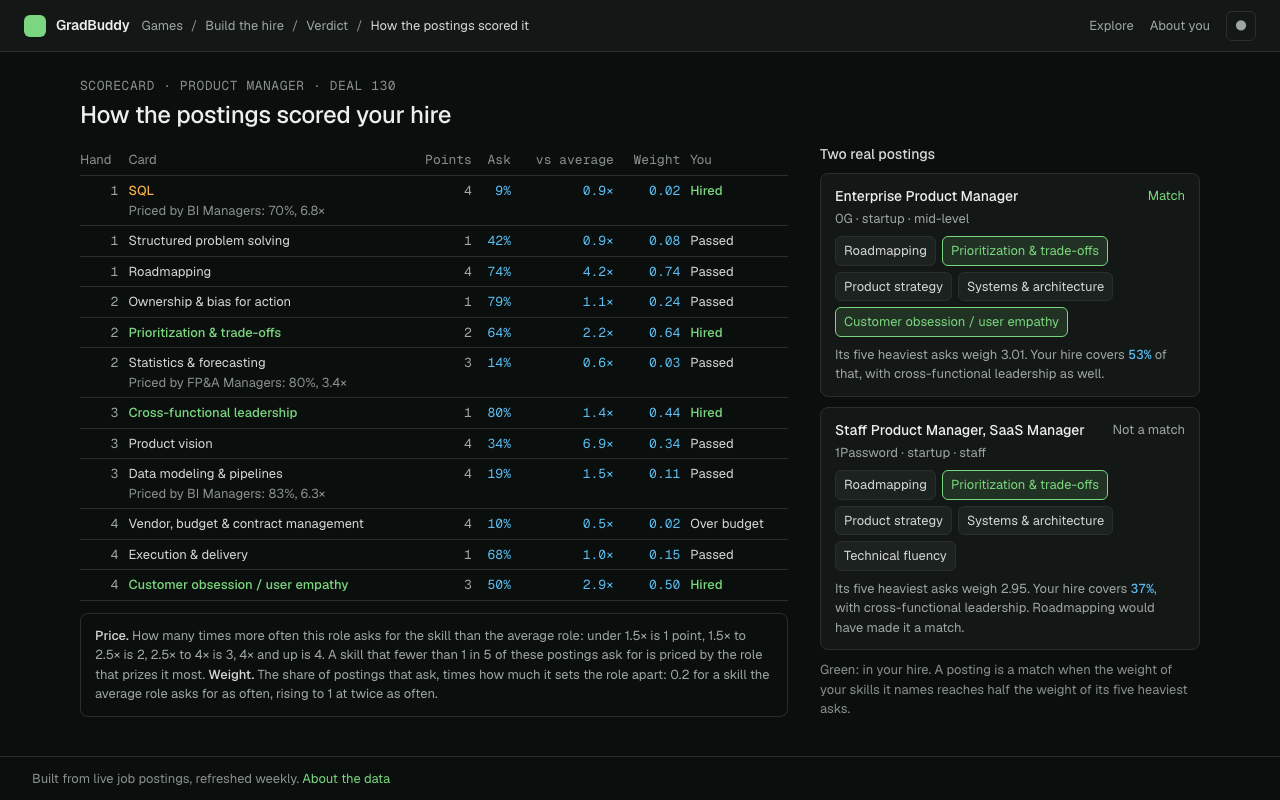 GradBuddy Games / Build the hire / Verdict / How the postings scored it Explore About you
SCORECARD · PRODUCT MANAGER · DEAL 130
How the postings scored your hire
Hand Card Points Ask vs average Weight You
1 SQL 4 9% 0.9× 0.02 Hired
Priced by BI Managers: 70%, 6.8×
1 Structured problem solving 1 42% 0.9× 0.08 Passed
1 Roadmapping 4 74% 4.2× 0.74 Passed
2 Ownership & bias for action 1 79% 1.1× 0.24 Passed
2 Prioritization & trade-offs 2 64% 2.2× 0.64 Hired
2 Statistics & forecasting 3 14% 0.6× 0.03 Passed
Priced by FP&A Managers: 80%, 3.4×
3 Cross-functional leadership 1 80% 1.4× 0.44 Hired
3 Product vision 4 34% 6.9× 0.34 Passed
3 Data modeling & pipelines 4 19% 1.5× 0.11 Passed
Priced by BI Managers: 83%, 6.3×
4 Vendor, budget & contract management 4 10% 0.5× 0.02 Over budget
4 Execution & delivery 1 68% 1.0× 0.15 Passed
4 Customer obsession / user empathy 3 50% 2.9× 0.50 Hired
Price. How many times more often this role asks for the skill than the average role: under 1.5× is 1 point, 1.5× to
2.5× is 2, 2.5× to 4× is 3, 4× and up is 4. A skill that fewer than 1 in 5 of these postings ask for is priced by the role
that prizes it most. Weight. The share of postings that ask, times how much it sets the role apart: 0.2 for a skill the
average role asks for as often, rising to 1 at twice as often.
Two real postings
Enterprise Product Manager Match
0G · startup · mid-level
Roadmapping Prioritization & trade-offs
Product strategy Systems & architecture
Customer obsession / user empathy
Its five heaviest asks weigh 3.01. Your hire covers 53% of
that, with cross-functional leadership as well.
Staff Product Manager, SaaS Manager Not a match
1Password · startup · staff
Roadmapping Prioritization & trade-offs
Product strategy Systems & architecture
Technical fluency
Its five heaviest asks weigh 2.95. Your hire covers 37%,
with cross-functional leadership. Roadmapping would
have made it a match.
Green: in your hire. A posting is a match when the weight of
your skills it names reaches half the weight of its five heaviest
asks.
Built from live job postings, refreshed weekly. About the data